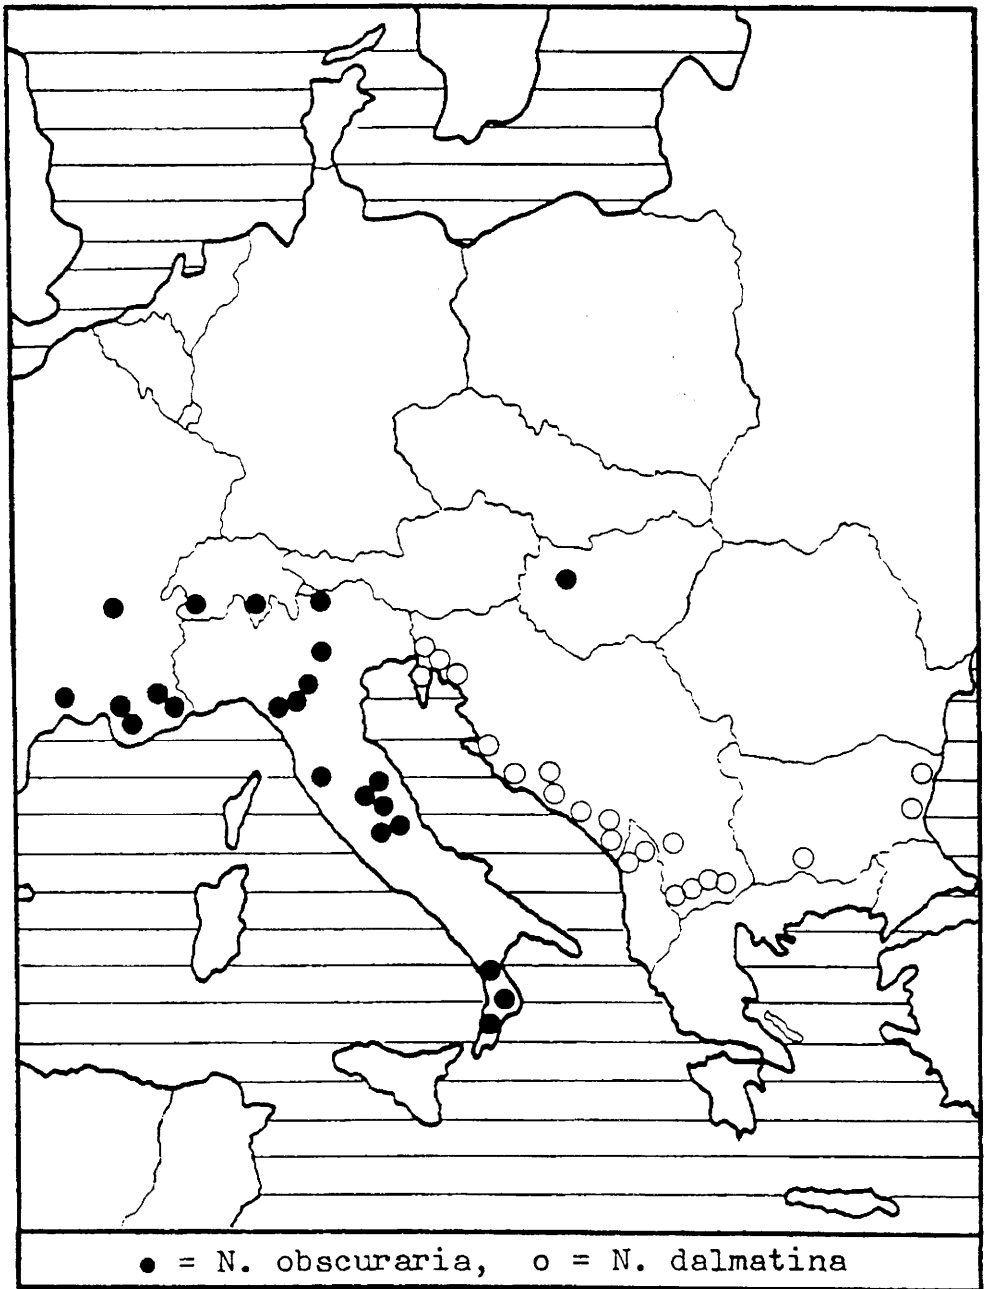 ● = N. obscuraria, o = N. dalmatina